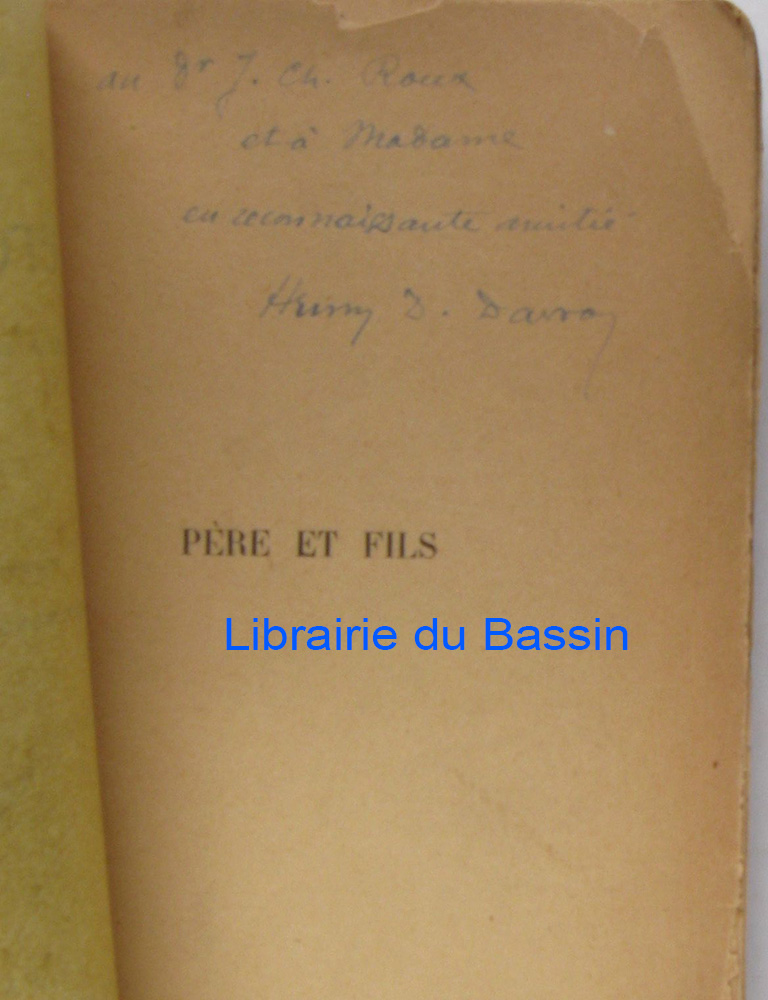 au Dr J. Ch. Roux
et à Madame
en reconnaissante amitié
Henry D. Davray
PÈRE ET FILS
Librairie du Bassin